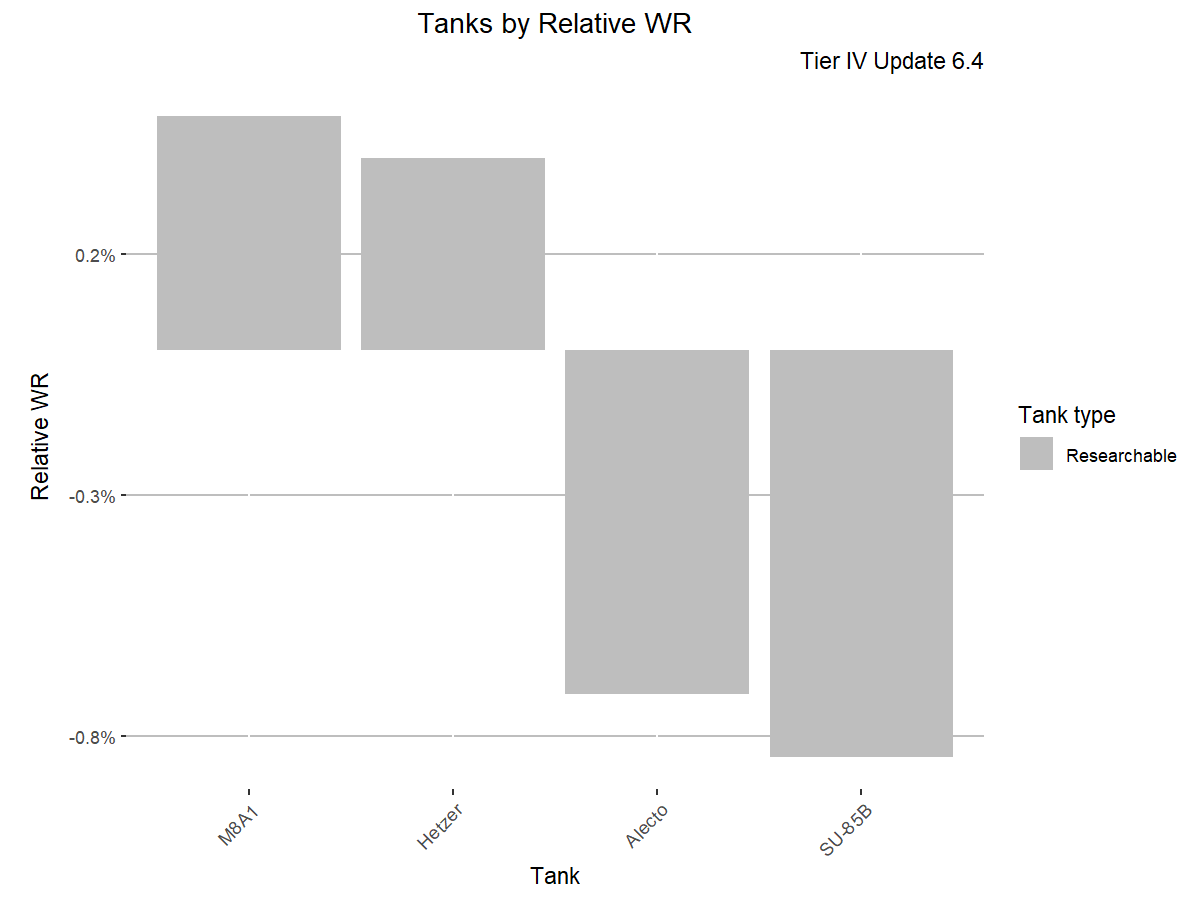 Tanks by Relative WR
Tier IV Update 6.4
0.2%
-0.3%
-0.8%
Relative WR
M8A1
Hetzer
Alecto
SU-85B
Tank
Tank type
Researchable